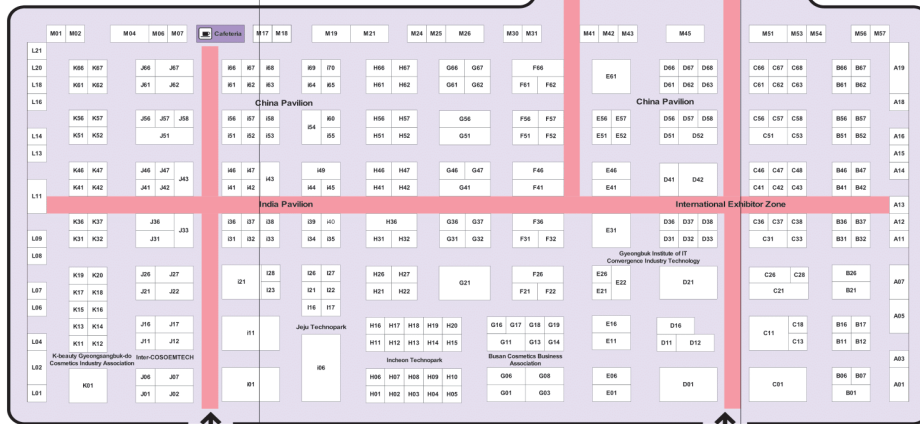 M01 M02 M04 M06 M07 Cafeteria M17 M18 M19 M21 M24 M25 M26 M30 M31 M41 M42 M43 M45 M51 M53 M54 M56 M57
L21
L20 K66 K67 J66 J67 i66 i67 i68 i69 i70 H66 H67 G66 G67 F66 E61 D66 D67 D68 C66 C67 C68 B66 B67 A19
L18 K61 K62 J61 J62 i61 i62 i63 i64 i65 H61 H62 G61 G62 F61 F62 D61 D62 D63 C61 C62 C63 B61 B62
L16 China Pavilion China Pavilion A18
K56 K57 J56 J57 J58 i56 i57 i58 i54 i60 H56 H57 G56 F56 F57 E56 E57 D56 D57 D58 C56 C57 C58 B56 B57
L14 K51 K52 J51 i51 i52 i53 i55 H51 H52 G51 F51 F52 E51 E52 D51 D52 C53 B51 B52 A16
L13 A15
K46 K47 J46 J47 J43 i46 i47 i43 i49 H46 H47 G46 G47 F46 E46 D41 D42 C46 C47 C48 B46 B47 A14
L11 K41 K42 J41 J42 i41 i42 i44 i45 H41 H42 G41 F41 E41 C41 C42 C43 B41 B42
India Pavilion International Exhibitor Zone A13
K36 K37 J36 J33 i36 i37 i38 i39 i40 H36 G36 G37 F36 E31 D36 D37 D38 C36 C37 C38 B36 B37 A12
L09 K31 K32 J31 i31 i32 i33 i34 i35 H31 H32 G31 G32 F31 F32 D31 D32 D33 C31 C33 B31 B32 A11
L08 Gyeongbuk Institute of IT
Convergence Industry Technology
K19 K20 J26 J27 i21 I28 I26 I27 H26 H27 G21 F26 E26 E22 D21 C26 C28 B26 A07
L07 K17 K18 J21 J22 I23 I21 I22 H21 H22 F21 F22 E21 C21 B21
L06 K15 K16 I16 I17 A05
K13 K14 J16 J17 i11 Jeju Technopark H16 H17 H18 H19 H20 G16 G17 G18 G19 E16 D16 C11 C18 B16 B17
L04 K11 K12 J11 J12 H11 H12 H13 H14 H15 G11 G13 G14 E11 D11 D12 C13 B11 B12
K-beauty Gyeongsangbuk-do Inter-COSOEMTECH Incheon Technopark Busan Cosmetics Business A03
Cosmetics Industry Association Association
L02 K01 J06 J07 i01 i06 H06 H07 H08 H09 H10 G06 G08 E06 D01 C01 B06 B07 A01
L01 J01 J02 H01 H02 H03 H04 H05 G01 G03 E01 B01